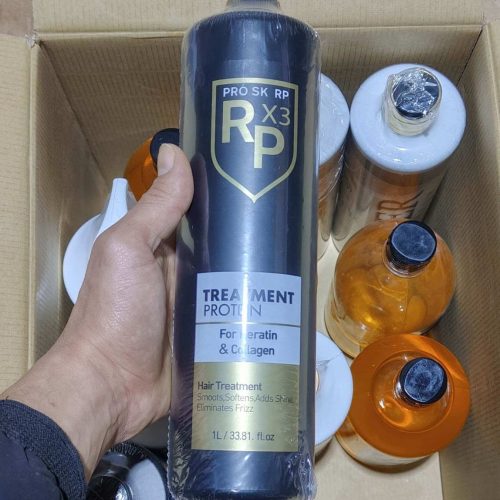 PRO SK RP
R X3
P
TREATMENT
PROTEIN
For Keratin
& Collagen
Hair Treatment
Smoots,Softens,Adds Shine
Eliminates Frizz
1L / 33.81. fl.oz